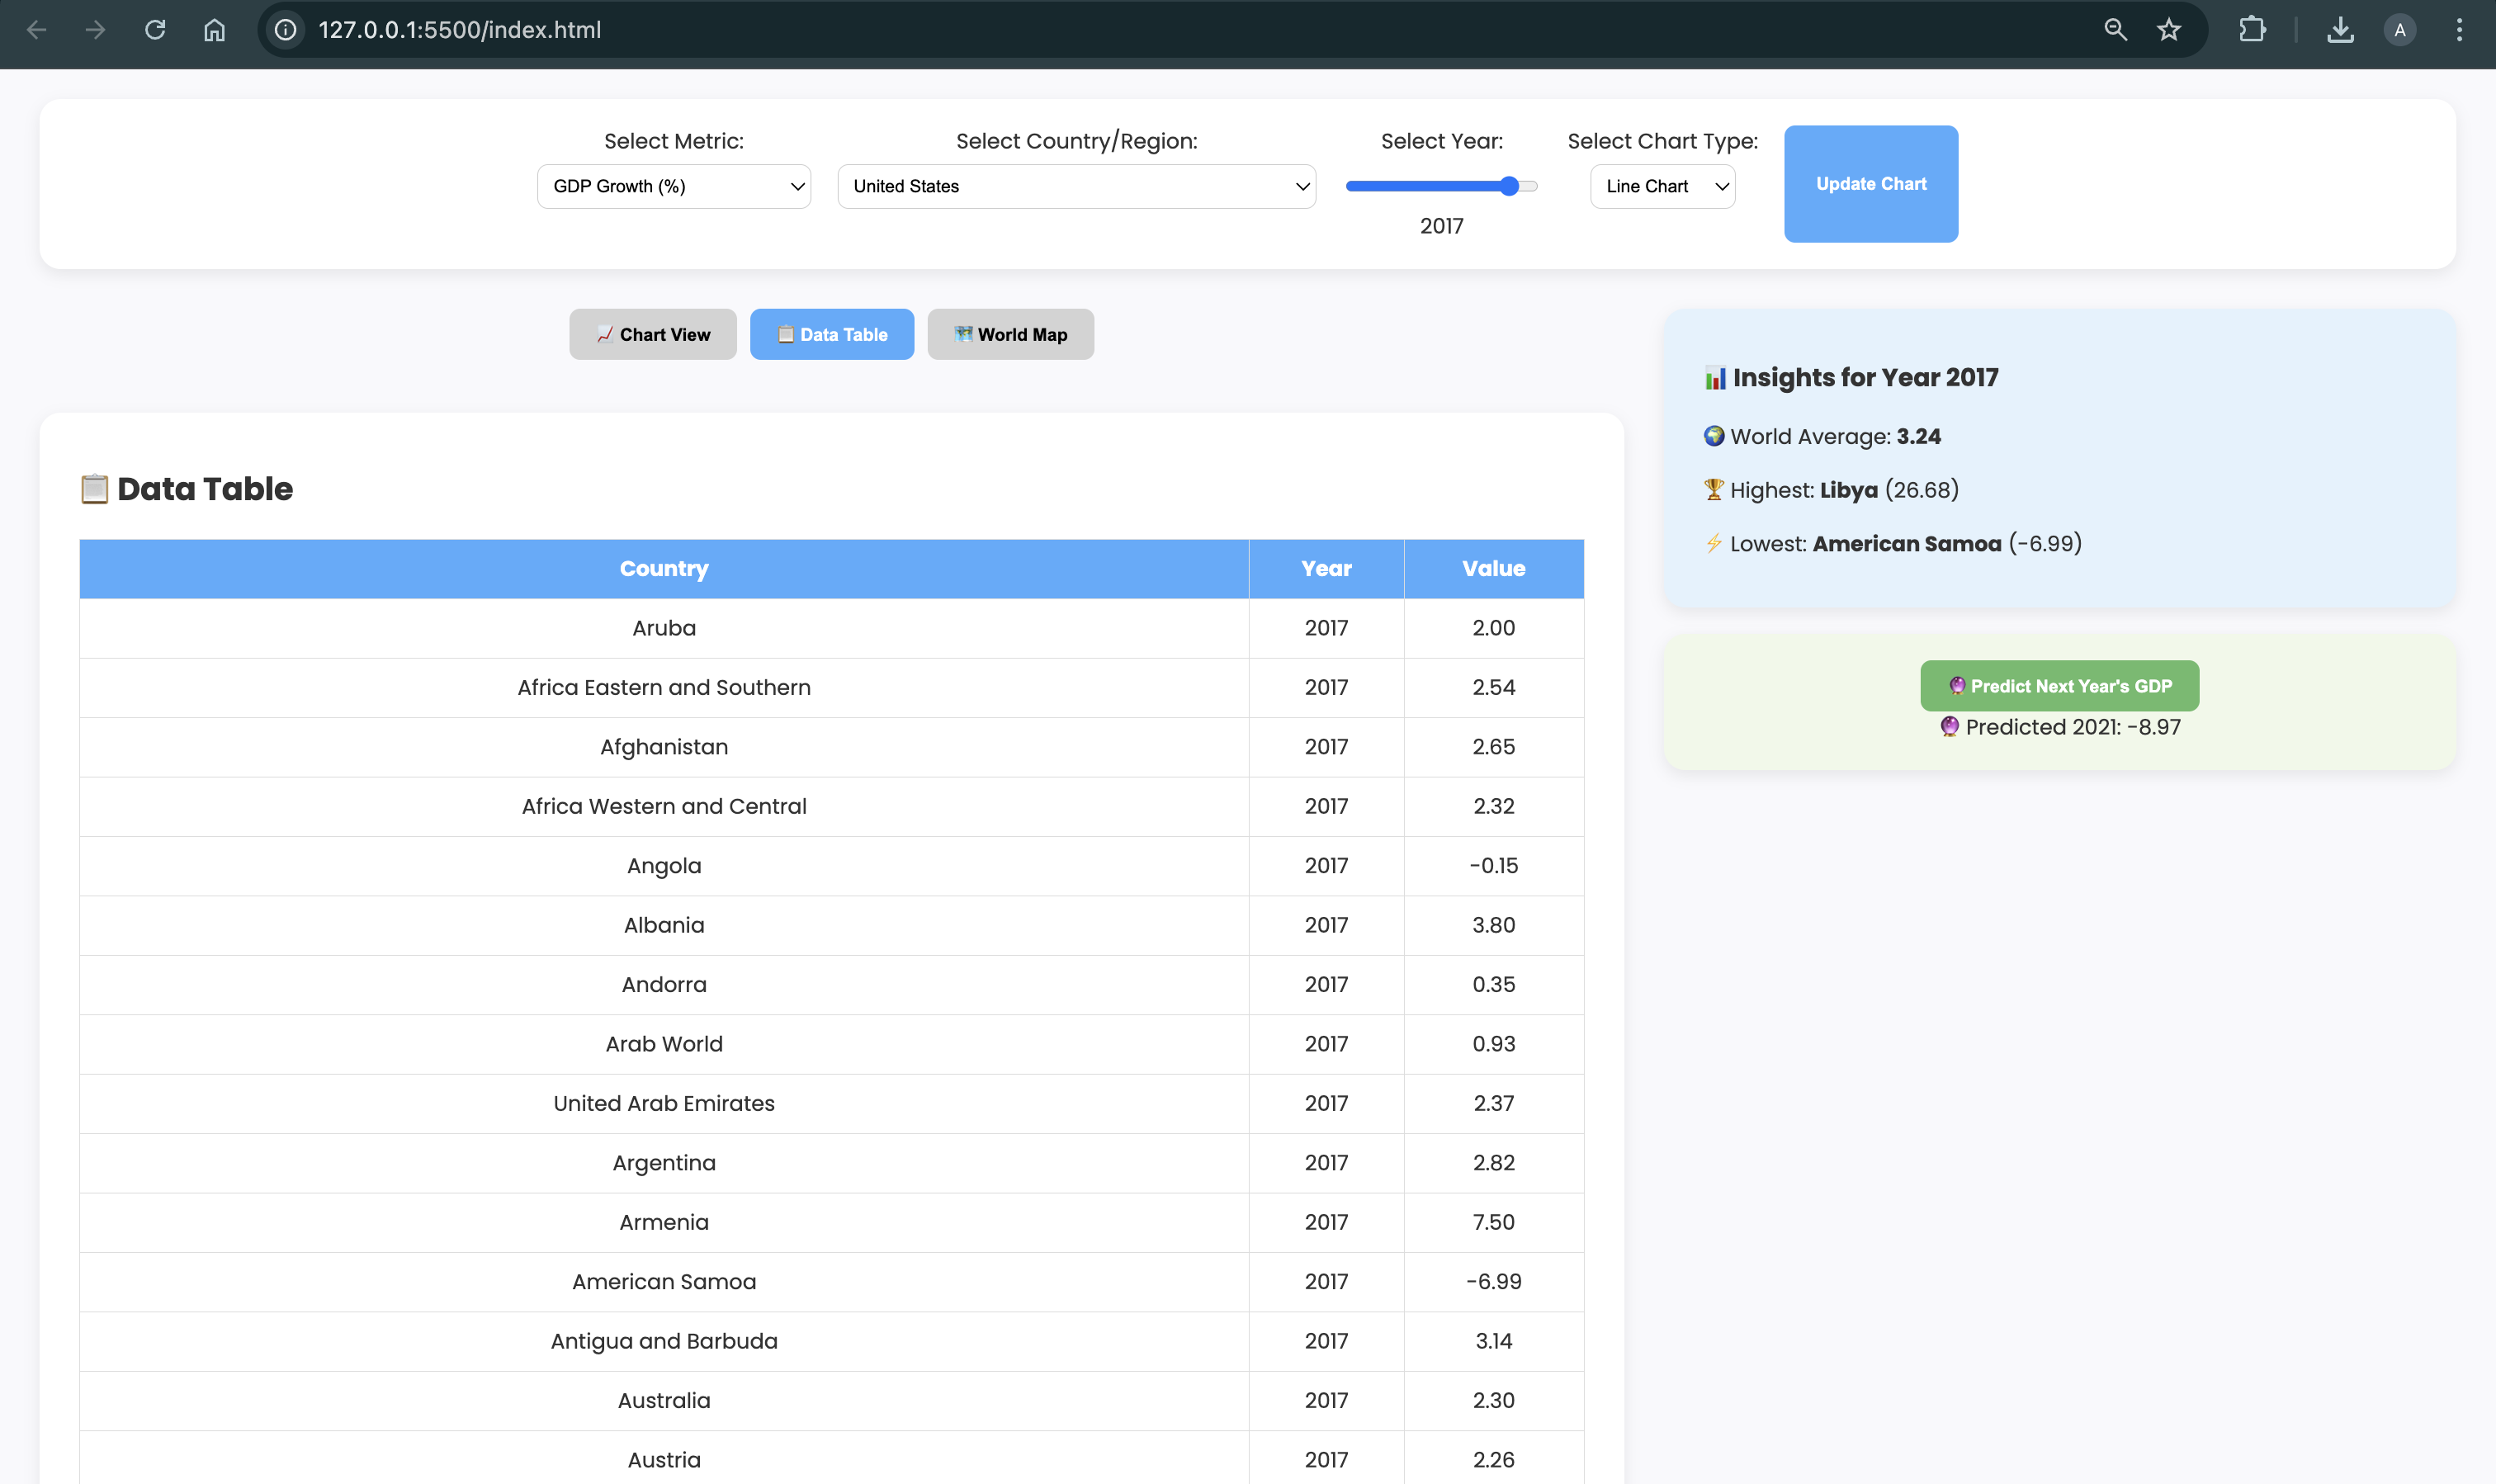 127.0.0.1:5500/index.html
A
Select Metric:
GDP Growth (%)
Select Country/Region:
United States
Select Year:
2017
Select Chart Type:
Line Chart
Update Chart
Chart View
Data Table
World Map
Data Table
Country Year Value
Aruba 2017 2.00
Africa Eastern and Southern 2017 2.54
Afghanistan 2017 2.65
Africa Western and Central 2017 2.32
Angola 2017 -0.15
Albania 2017 3.80
Andorra 2017 0.35
Arab World 2017 0.93
United Arab Emirates 2017 2.37
Argentina 2017 2.82
Armenia 2017 7.50
American Samoa 2017 -6.99
Antigua and Barbuda 2017 3.14
Australia 2017 2.30
Austria 2017 2.26
Insights for Year 2017
World Average: 3.24
Highest: Libya (26.68)
Lowest: American Samoa (-6.99)
Predict Next Year's GDP
Predicted 2021: -8.97